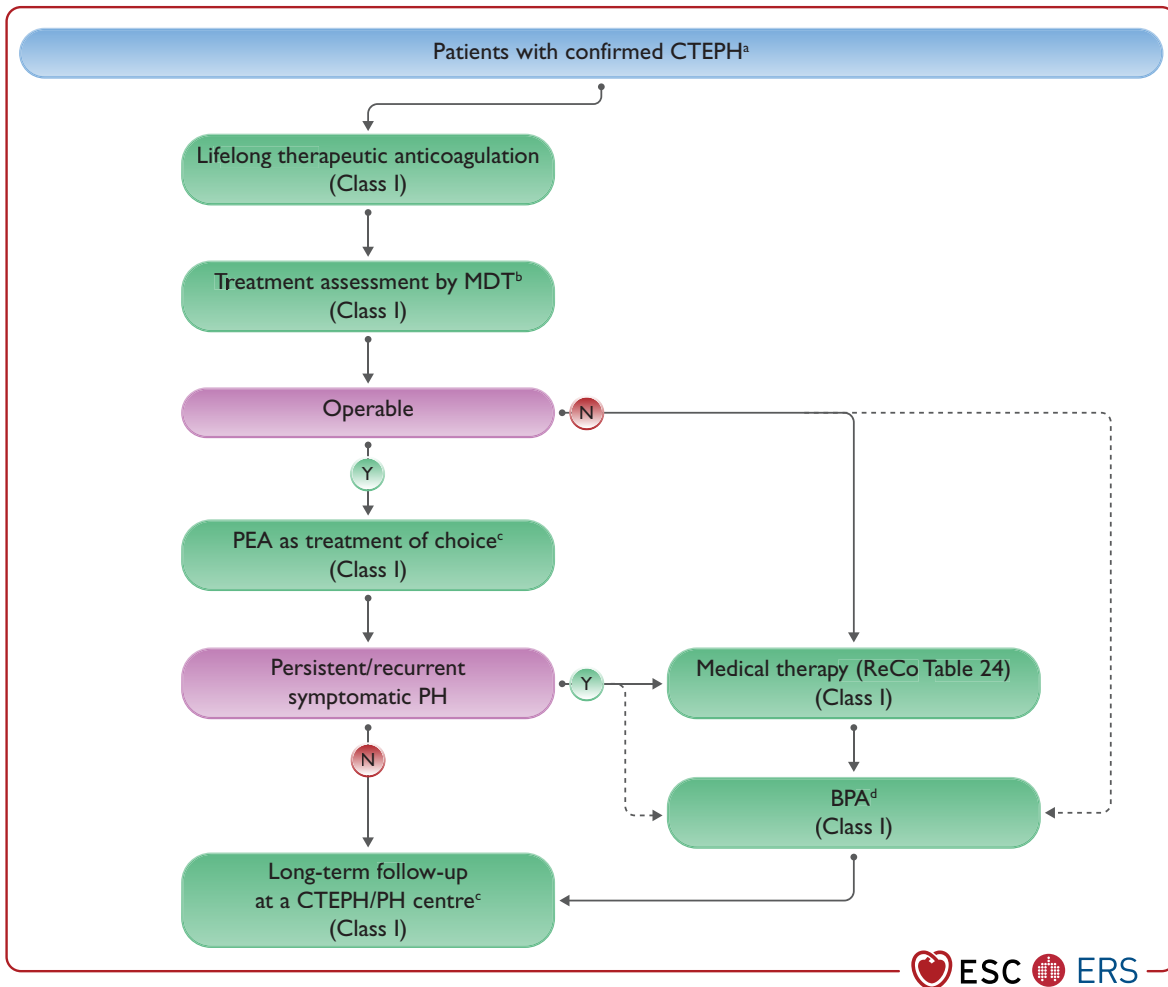 Patients with confirmed CTEPHᵃ
Lifelong therapeutic anticoagulation
(Class I)
Treatment assessment by MDTᵇ
(Class I)
Operable
N
Y
PEA as treatment of choiceᶜ
(Class I)
Persistent/recurrent
symptomatic PH
Y
Medical therapy (ReCo Table 24)
(Class I)
N
BPAᵈ
(Class I)
Long-term follow-up
at a CTEPH/PH centreᶜ
(Class I)
ESC ERS